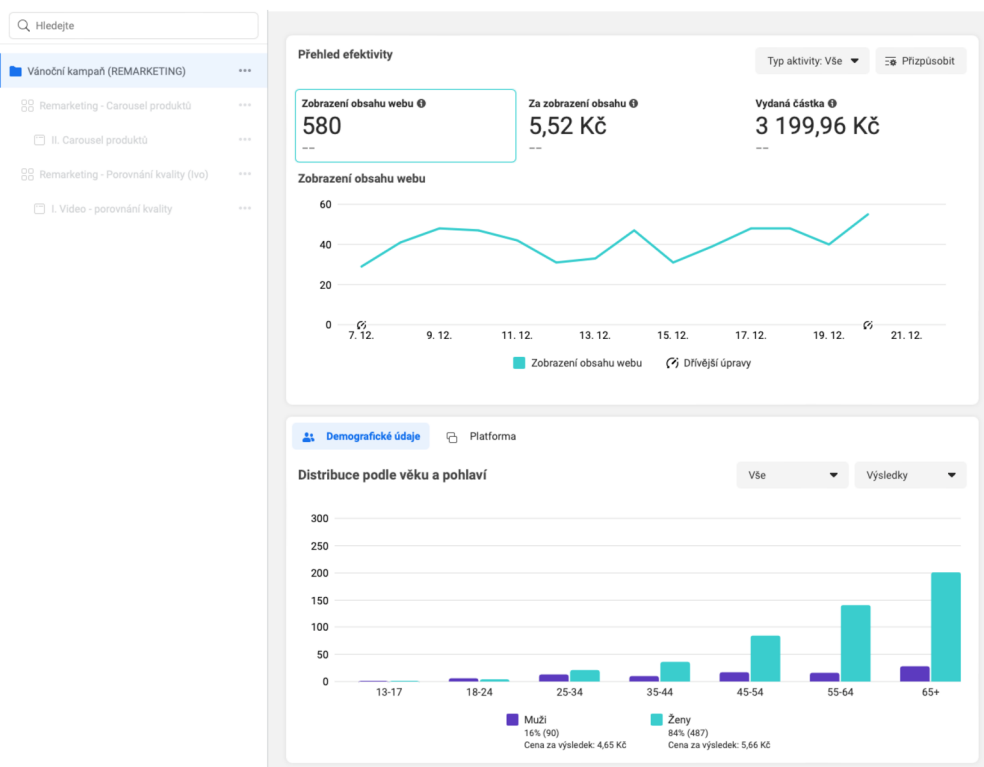 Hledejte
Vánoční kampaň (REMARKETING)
Remarketing - Carousel produktů
II. Carousel produktů
Remarketing - Porovnání kvality (Ivo)
I. Video - porovnání kvality
Přehled efektivity
Typ aktivity: Vše
Přizpůsobit
Zobrazení obsahu webu
580
––
Za zobrazení obsahu
5,52 Kč
––
Vydaná částka
3 199,96 Kč
––
Zobrazení obsahu webu
60
40
20
0
7. 12. 9. 12. 11. 12. 13. 12. 15. 12. 17. 12. 19. 12. 21. 12.
Zobrazení obsahu webu Dřívější úpravy
Demografické údaje Platforma
Distribuce podle věku a pohlaví
Vše
Výsledky
300
250
200
150
100
50
0
13-17 18-24 25-34 35-44 45-54 55-64 65+
Muži
16% (90)
Cena za výsledek: 4,65 Kč
Ženy
84% (487)
Cena za výsledek: 5,66 Kč